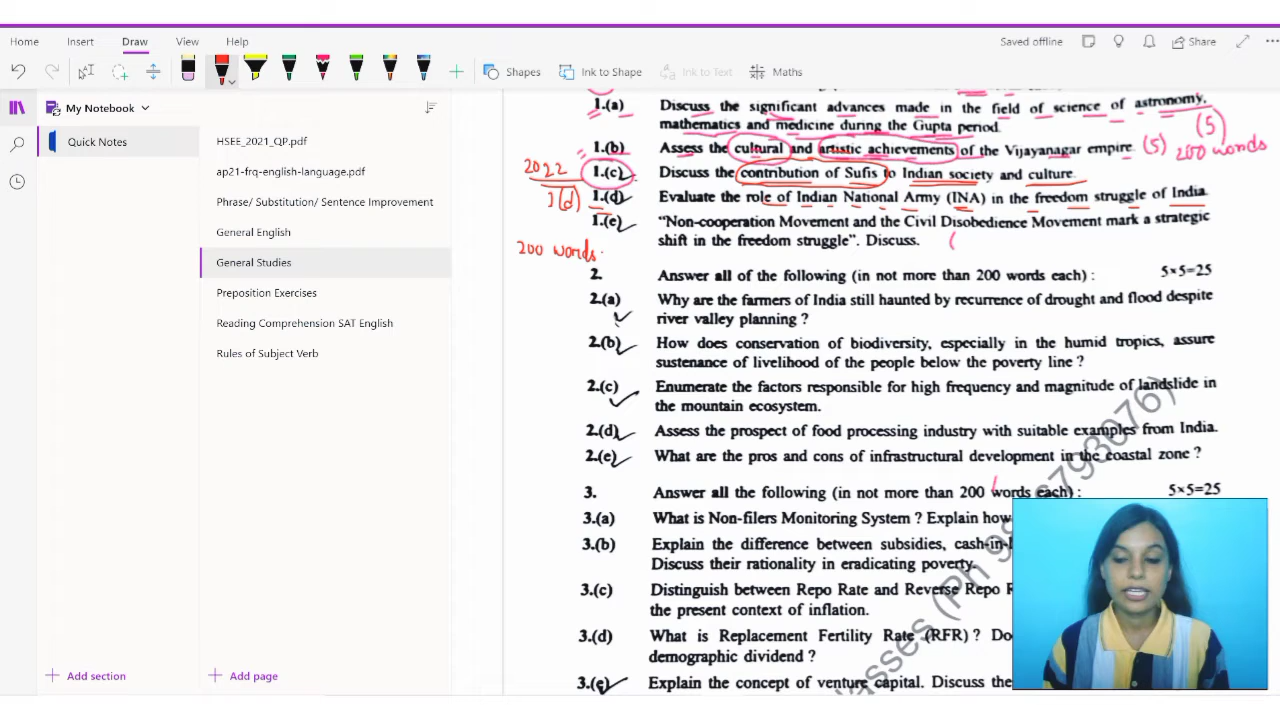 Home Insert Draw View Help Saved offline Share
Shapes Ink to Shape Ink to Text Maths
My Notebook
Quick Notes
HSEE_2021_QP.pdf
ap21-frq-english-language.pdf
Phrase/ Substitution/ Sentence Improvement
General English
General Studies
Preposition Exercises
Reading Comprehension SAT English
Rules of Subject Verb
Add section
Add page
1.(a) Discuss the significant advances made in the field of science of astronomy,
mathematics and medicine during the Gupta period.
(5)
1.(b) Assess the cultural and artistic achievements of the Vijayanagar empire. (5) 200 words
2022 1.(c) Discuss the contribution of Sufis to Indian society and culture.
1(d) 1.(d) Evaluate the role of Indian National Army (INA) in the freedom struggle of India.
1.(e) "Non-cooperation Movement and the Civil Disobedience Movement mark a strategic
shift in the freedom struggle". Discuss. (
200 words.
2. Answer all of the following (in not more than 200 words each) : 5×5=25
2.(a) Why are the farmers of India still haunted by recurrence of drought and flood despite
river valley planning ?
2.(b) How does conservation of biodiversity, especially in the humid tropics, assure
sustenance of livelihood of the people below the poverty line ?
2.(c) Enumerate the factors responsible for high frequency and magnitude of landslide in
the mountain ecosystem.
2.(d) Assess the prospect of food processing industry with suitable examples from India.
2.(e) What are the pros and cons of infrastructural development in the coastal zone ?
3. Answer all the following (in not more than 200 words each) : 5×5=25
3.(a) What is Non-filers Monitoring System ? Explain how
3.(b) Explain the difference between subsidies, cash-in-
Discuss their rationality in eradicating poverty.
3.(c) Distinguish between Repo Rate and Reverse Repo R
the present context of inflation.
3.(d) What is Replacement Fertility Rate (RFR) ? Do
demographic dividend ?
3.(e) Explain the concept of venture capital. Discuss the